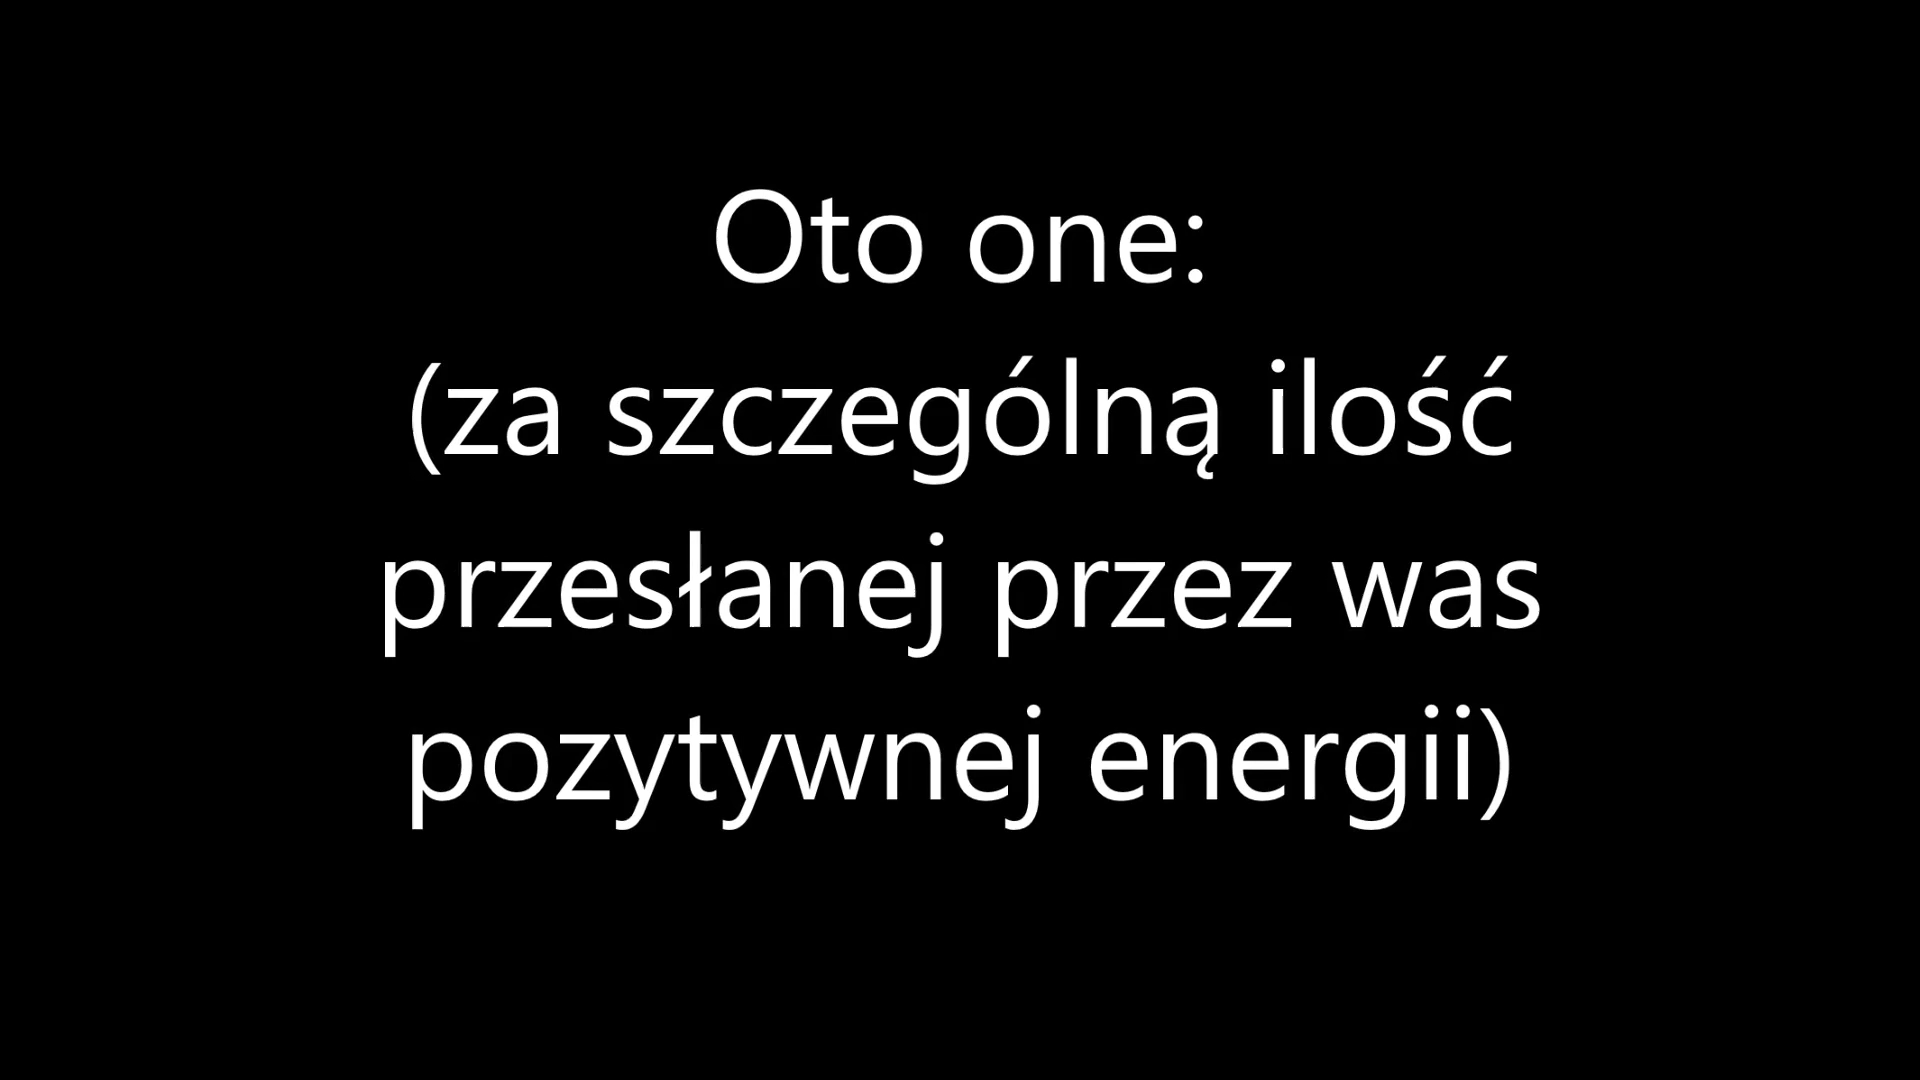 Oto one:
(za szczególną ilość
przesłanej przez was
pozytywnej energii)